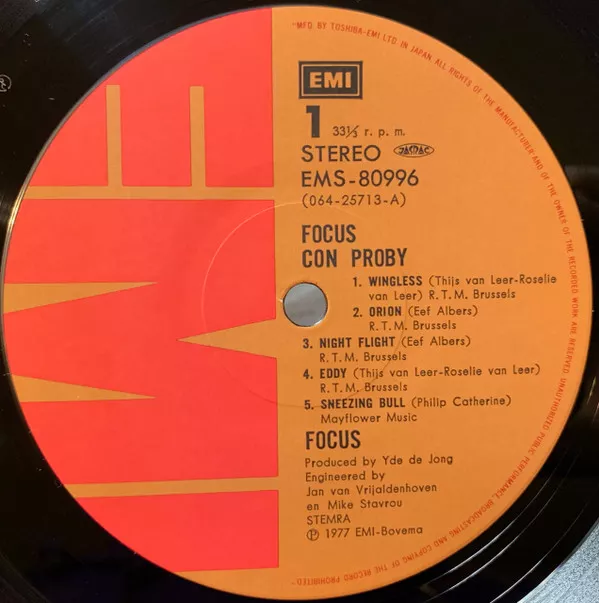 "MFD BY TOSHIBA-EMI LTD IN JAPAN. ALL RIGHTS OF THE MANUFACTURER AND OF THE OWNER OF THE RECORDED WORK ARE RESERVED. UNAUTHORIZED PUBLIC PERFORMANCE, BROADCASTING AND COPYING OF THE RECORD PROHIBITED"
EMI
EMI
1 33⅓ r. p. m.
STEREO JASRAC
EMS-80996
(064-25713-A)
FOCUS
CON PROBY
1. WINGLESS (Thijs van Leer-Roselie
van Leer) R.T.M. Brussels
2. ORION (Eef Albers)
R.T.M. Brussels
3. NIGHT FLIGHT (Eef Albers)
R.T.M. Brussels
4. EDDY (Thijs van Leer-Roselie van Leer)
R.T.M. Brussels
5. SNEEZING BULL (Philip Catherine)
Mayflower Music
FOCUS
Produced by Yde de Jong
Engineered by
Jan van Vrijaldenhoven
en Mike Stavrou
STEMRA
℗ 1977 EMI-Bovema